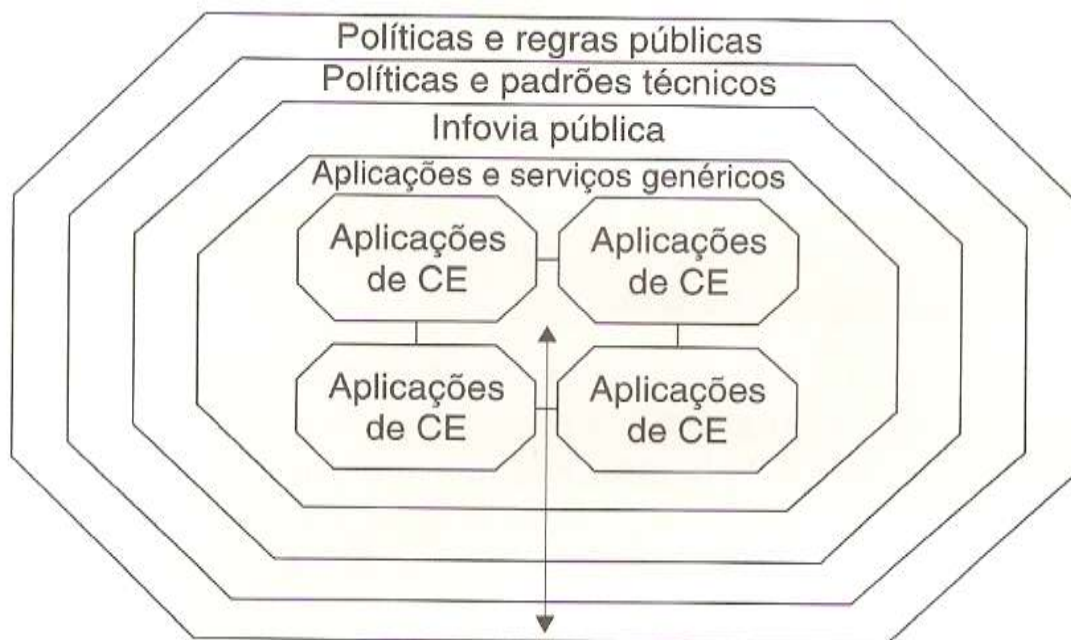 Políticas e regras públicas
Políticas e padrões técnicos
Infovia pública
Aplicações e serviços genéricos
Aplicações
de CE
Aplicações
de CE
Aplicações
de CE
Aplicações
de CE